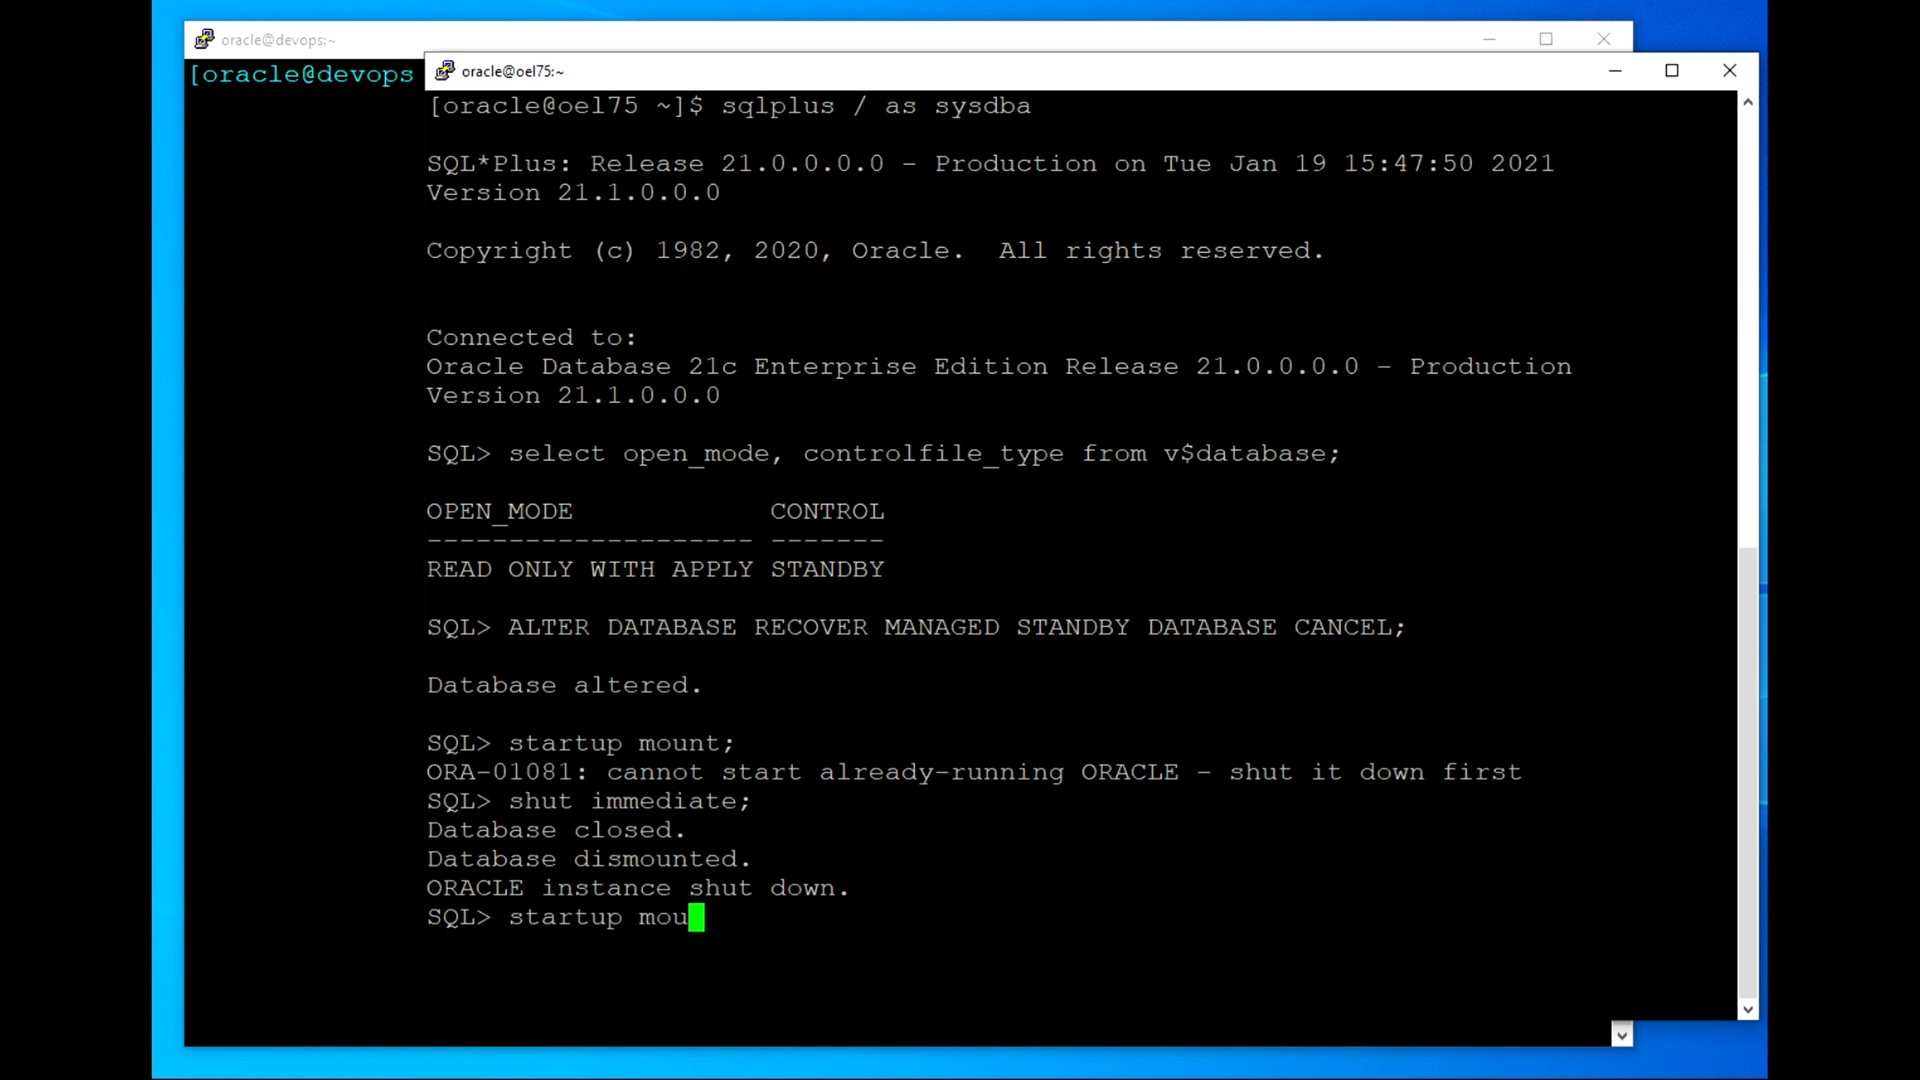 oracle@devops:~
[oracle@devops
oracle@oel75:~
[oracle@oel75 ~]$ sqlplus / as sysdba
SQL*Plus: Release 21.0.0.0.0 - Production on Tue Jan 19 15:47:50 2021
Version 21.1.0.0.0
Copyright (c) 1982, 2020, Oracle.  All rights reserved.
Connected to:
Oracle Database 21c Enterprise Edition Release 21.0.0.0.0 - Production
Version 21.1.0.0.0
SQL> select open_mode, controlfile_type from v$database;
OPEN_MODE            CONTROL
-------------------- -------
READ ONLY WITH APPLY STANDBY
SQL> ALTER DATABASE RECOVER MANAGED STANDBY DATABASE CANCEL;
Database altered.
SQL> startup mount;
ORA-01081: cannot start already-running ORACLE - shut it down first
SQL> shut immediate;
Database closed.
Database dismounted.
ORACLE instance shut down.
SQL> startup mou